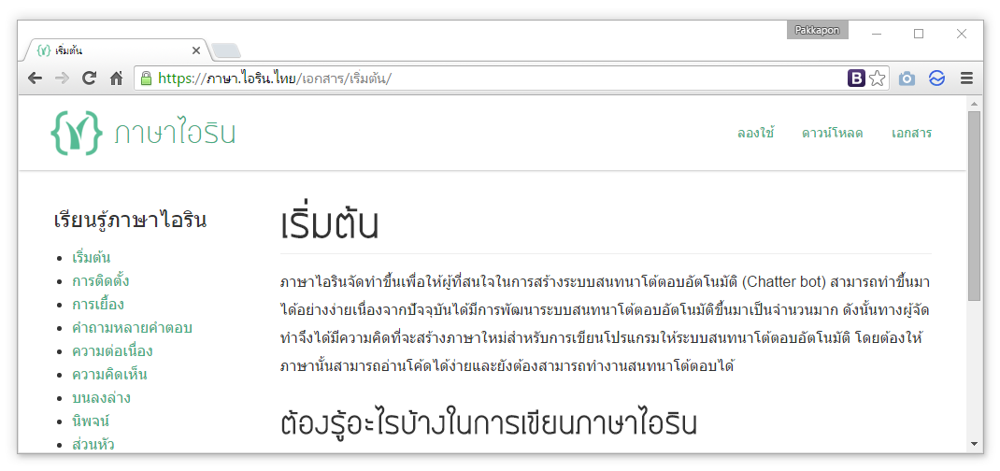 Pakkapon
เริ่มต้น
https://ภาษา.ไอริน.ไทย/เอกสาร/เริ่มต้น/
B
ภาษาไอริน
ลองใช้ ดาวน์โหลด เอกสาร
เรียนรู้ภาษาไอริน
เริ่มต้น
การติดตั้ง
การเยื้อง
คำถามหลายคำตอบ
ความต่อเนื่อง
ความคิดเห็น
บนลงล่าง
นิพจน์
ส่วนหัว
เริ่มต้น
ภาษาไอรินจัดทำขึ้นเพื่อให้ผู้ที่สนใจในการสร้างระบบสนทนาโต้ตอบอัตโนมัติ (Chatter bot) สามารถทำขึ้นมา
ได้อย่างง่ายเนื่องจากปัจจุบันได้มีการพัฒนาระบบสนทนาโต้ตอบอัตโนมัติขึ้นมาเป็นจำนวนมาก ดังนั้นทางผู้จัด
ทำจึงได้มีความคิดที่จะสร้างภาษาใหม่สำหรับการเขียนโปรแกรมให้ระบบสนทนาโต้ตอบอัตโนมัติ โดยต้องให้
ภาษานั้นสามารถอ่านโค้ดได้ง่ายและยังต้องสามารถทำงานสนทนาโต้ตอบได้
ต้องรู้อะไรบ้างในการเขียนภาษาไอริน